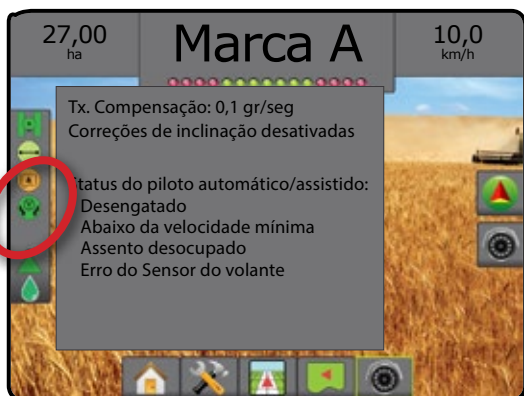 27,00
ha
Marca A
10,0
km/h
Tx. Compensação: 0,1 gr/seg
Correções de inclinação desativadas
Status do piloto automático/assistido:
Desengatado
Abaixo da velocidade mínima
Assento desocupado
Erro do Sensor do volante